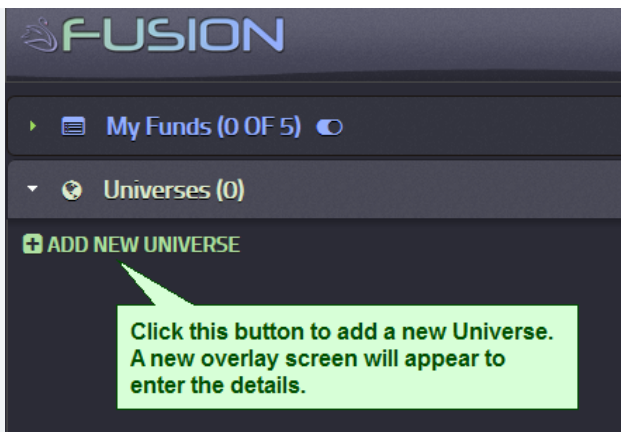 FUSION
My Funds (0 OF 5)
Universes (0)
ADD NEW UNIVERSE
Click this button to add a new Universe.
A new overlay screen will appear to
enter the details.